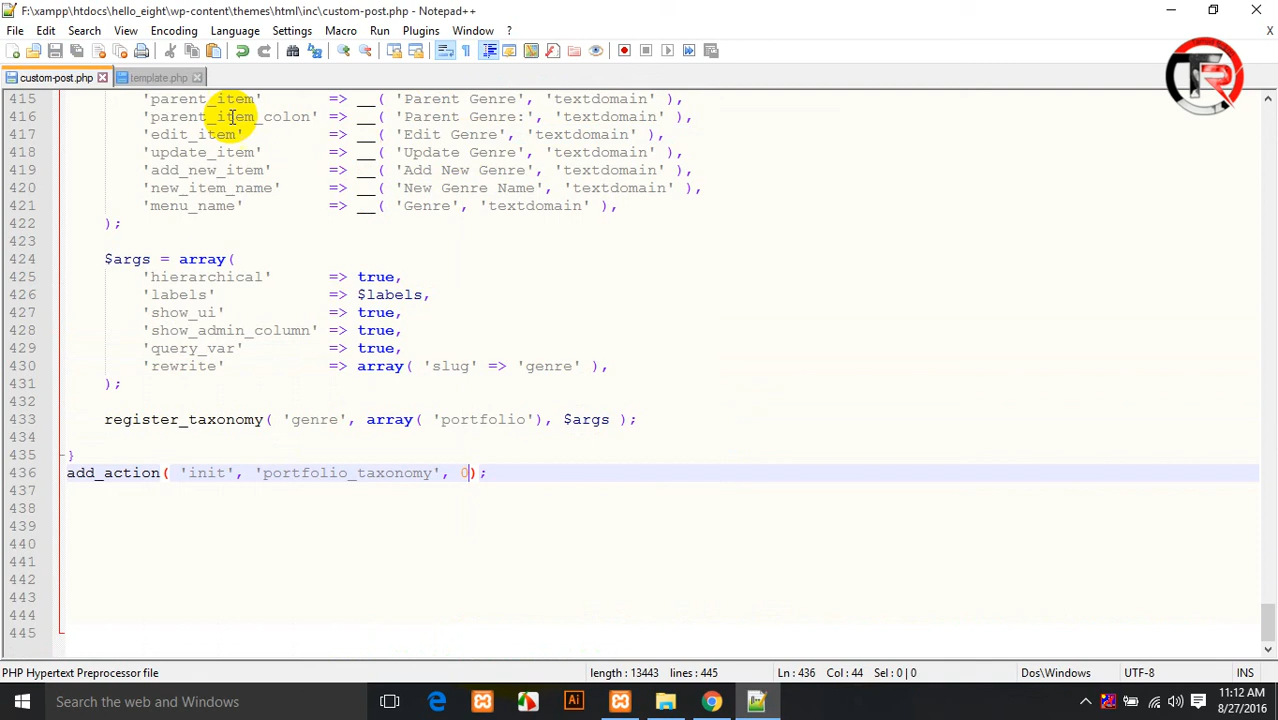 F:\xampp\htdocs\hello_eight\wp-content\themes\html\inc\custom-post.php - Notepad++
File Edit Search View Encoding Language Settings Macro Run Plugins Window ? X
custom-post.php template.php
415 'parent_item' => __( 'Parent Genre', 'textdomain' ),
416 'parent_item_colon' => __( 'Parent Genre:', 'textdomain' ),
417 'edit_item' => __( 'Edit Genre', 'textdomain' ),
418 'update_item' => __( 'Update Genre', 'textdomain' ),
419 'add_new_item' => __( 'Add New Genre', 'textdomain' ),
420 'new_item_name' => __( 'New Genre Name', 'textdomain' ),
421 'menu_name' => __( 'Genre', 'textdomain' ),
422 );
423
424 $args = array(
425 'hierarchical' => true,
426 'labels' => $labels,
427 'show_ui' => true,
428 'show_admin_column' => true,
429 'query_var' => true,
430 'rewrite' => array( 'slug' => 'genre' ),
431 );
432
433 register_taxonomy( 'genre', array( 'portfolio'), $args );
434
435 }
436 add_action( 'init', 'portfolio_taxonomy', 0);
437
438
439
440
441
442
443
444
445
PHP Hypertext Preprocessor file length : 13443 lines : 445 Ln : 436 Col : 44 Sel : 0 | 0 Dos\Windows UTF-8 INS
Search the web and Windows
11:12 AM
8/27/2016